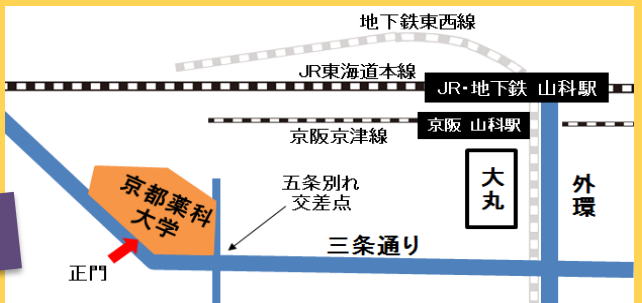 地下鉄東西線
JR東海道本線
JR・地下鉄 山科駅
京阪京津線
京阪 山科駅
大丸
外環
京都薬科
大学
五条別れ
交差点
三条通り
正門